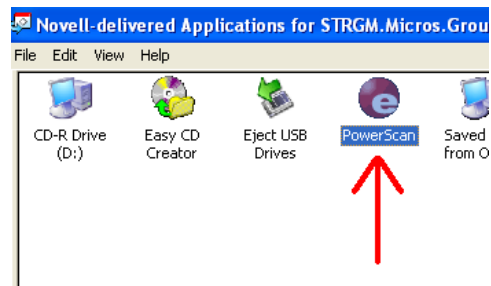 Novell-delivered Applications for STRGM.Micros.Grou
File Edit View Help
CD-R Drive
(D:)
Easy CD
Creator
Eject USB
Drives
PowerScan
Saved
from O